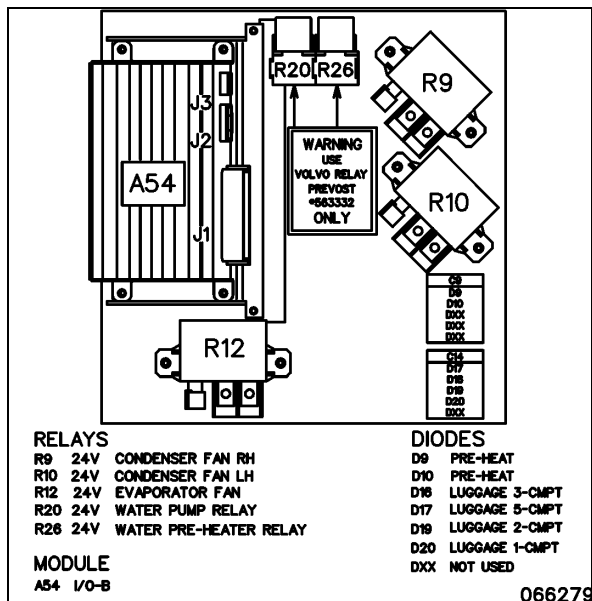 R20 R26
R9
J3
J2
A54
J1
WARNING
USE
VOLVO RELAY
PREVOST
*563332
ONLY
R10
R12
C9
D9
D10
DXX
DXX
DXX
C14
D17
D16
D19
D20
DXX
RELAYS
R9 24V CONDENSER FAN RH
R10 24V CONDENSER FAN LH
R12 24V EVAPORATOR FAN
R20 24V WATER PUMP RELAY
R26 24V WATER PRE-HEATER RELAY
MODULE
A54 I/O-B
DIODES
D9 PRE-HEAT
D10 PRE-HEAT
D16 LUGGAGE 3-CMPT
D17 LUGGAGE 5-CMPT
D19 LUGGAGE 2-CMPT
D20 LUGGAGE 1-CMPT
DXX NOT USED
066279